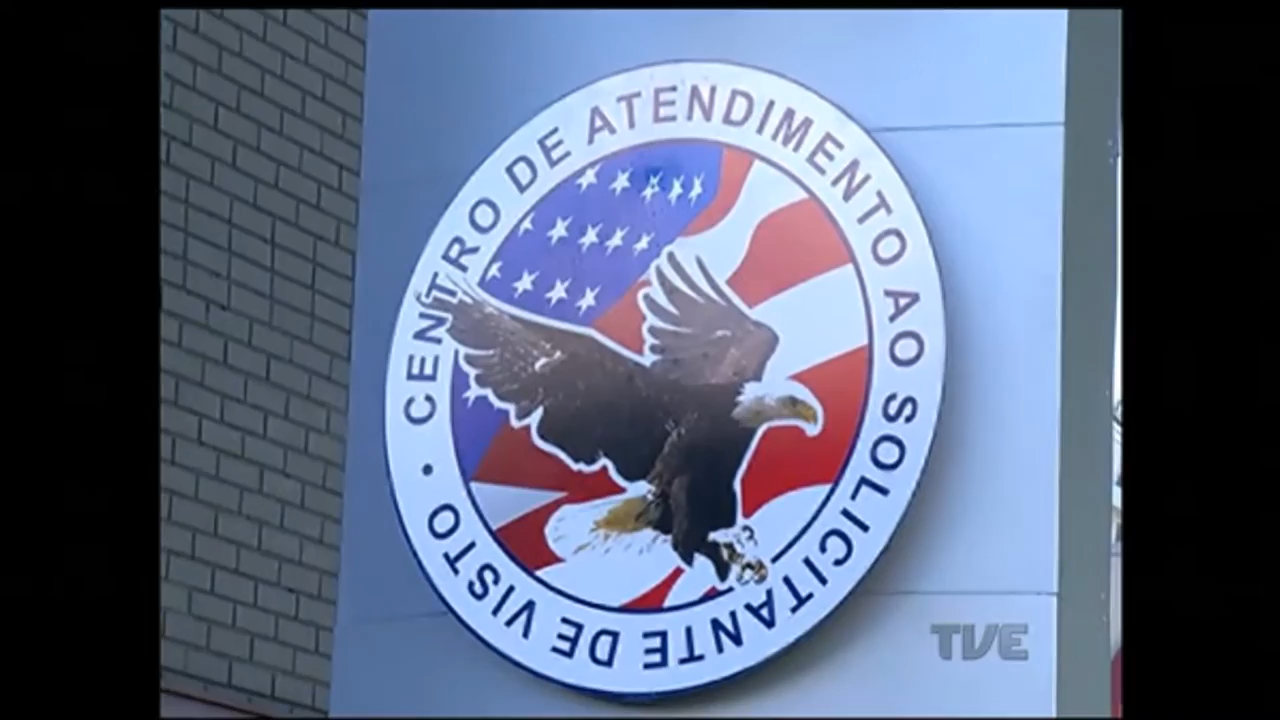 CENTRO DE ATENDIMENTO AO SOLICITANTE DE VISTO •
TVE